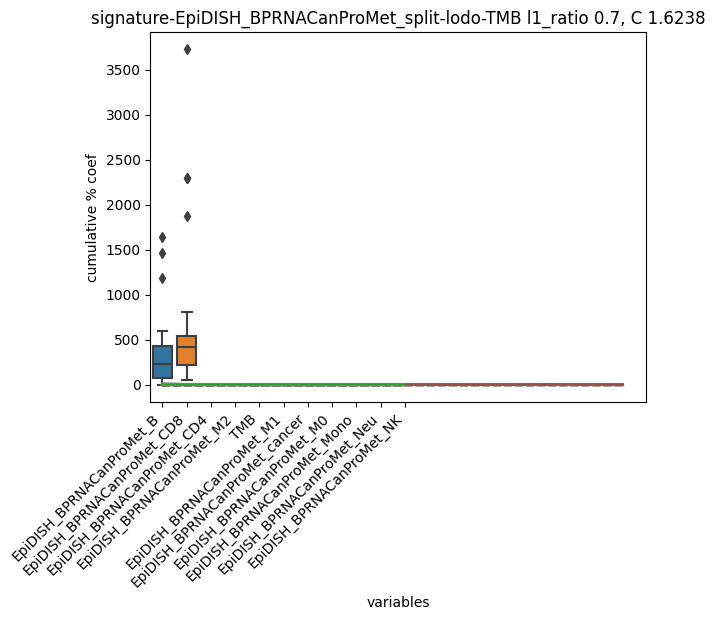 signature-EpiDISH_BPRNACanProMet_split-lodo-TMB l1_ratio 0.7, C 1.6238
3500
3000
2500
2000
1500
1000
500
0
cumulative % coef
EpiDISH_BPRNACanProMet_B
EpiDISH_BPRNACanProMet_CD8
EpiDISH_BPRNACanProMet_CD4
EpiDISH_BPRNACanProMet_M2
TMB
EpiDISH_BPRNACanProMet_M1
EpiDISH_BPRNACanProMet_cancer
EpiDISH_BPRNACanProMet_M0
EpiDISH_BPRNACanProMet_Mono
EpiDISH_BPRNACanProMet_Neu
EpiDISH_BPRNACanProMet_NK
variables